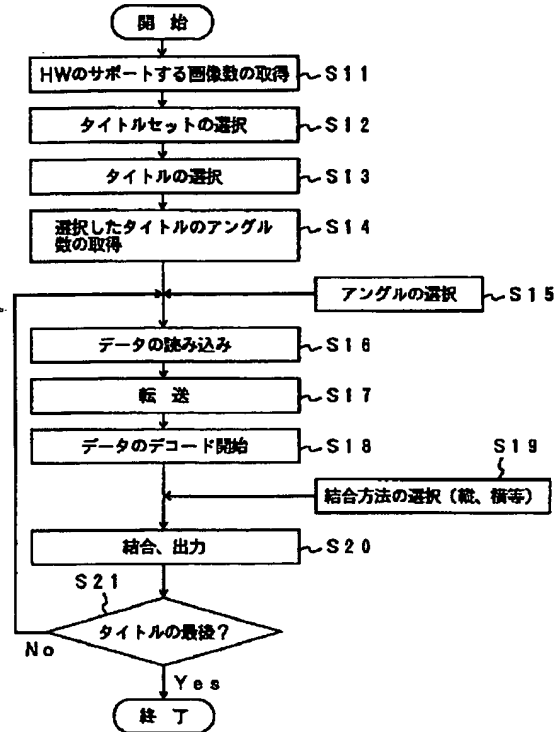 開 始
HWのサポートする画像数の取得 S11
タイトルセットの選択 S12
タイトルの選択 S13
選択したタイトルのアングル
数の取得 S14
アングルの選択 S15
データの読み込み S16
転 送 S17
データのデコード開始 S18
S19
結合方法の選択(縦、横等)
結合、出力 S20
S21
タイトルの最後?
No
Yes
終 了